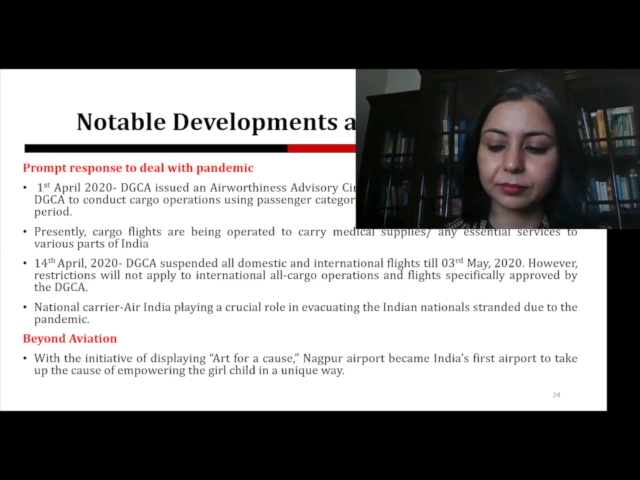 Notable Developments a
Prompt response to deal with pandemic
• 1st April 2020- DGCA issued an Airworthiness Advisory Cir
DGCA to conduct cargo operations using passenger categor
period.
• Presently, cargo flights are being operated to carry medical supplies/ any essential services to
various parts of India
• 14th April, 2020- DGCA suspended all domestic and international flights till 03rd May, 2020. However,
restrictions will not apply to international all-cargo operations and flights specifically approved by
the DGCA.
• National carrier-Air India playing a crucial role in evacuating the Indian nationals stranded due to the
pandemic.
Beyond Aviation
• With the initiative of displaying “Art for a cause,” Nagpur airport became India’s first airport to take
up the cause of empowering the girl child in a unique way.
24